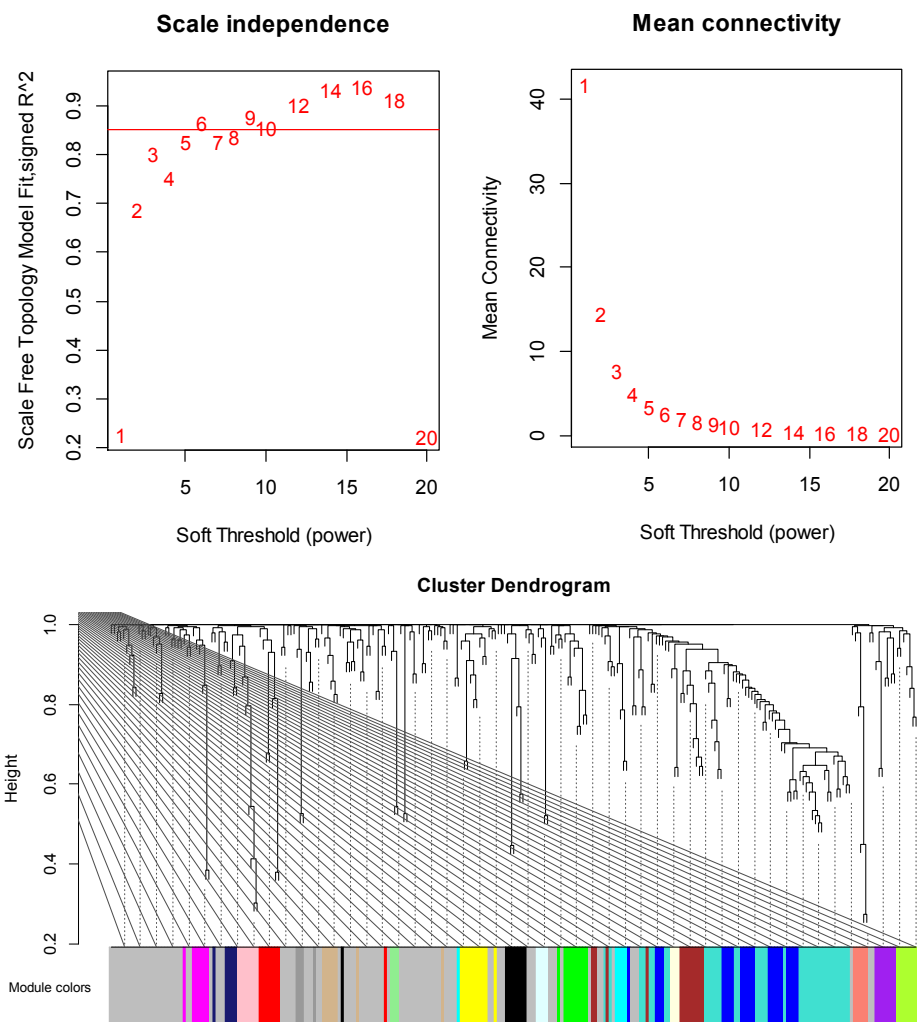 Scale independence
Scale Free Topology Model Fit,signed R^2
0.2 0.3 0.4 0.5 0.6 0.7 0.8 0.9
1 2 3 4 5 6 7 8 9 10 12 14 16 18 20
5 10 15 20
Soft Threshold (power)
Mean connectivity
Mean Connectivity
0 10 20 30 40
1 2 3 4 5 6 7 8 9 10 12 14 16 18 20
5 10 15 20
Soft Threshold (power)
Cluster Dendrogram
Height
0.2 0.4 0.6 0.8 1.0
Module colors